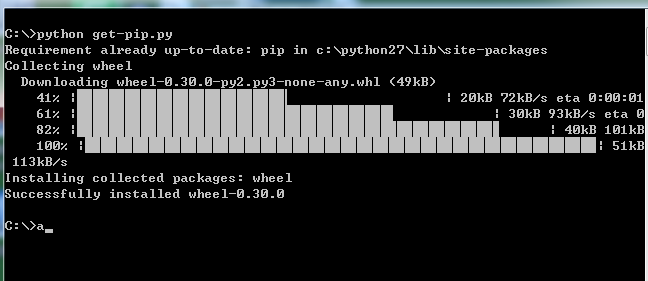 C:\>python get-pip.py
Requirement already up-to-date: pip in c:\python27\lib\site-packages
Collecting wheel
Downloading wheel-0.30.0-py2.py3-none-any.whl (49kB)
41% | | 20kB 72kB/s eta 0:00:01
61% | | 30kB 93kB/s eta 0
82% | | 40kB 101kB
100% | | 51kB
113kB/s
Installing collected packages: wheel
Successfully installed wheel-0.30.0
C:\>a_